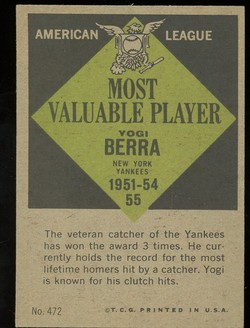 AMERICAN LEAGUE
MOST
VALUABLE PLAYER
YOGI
BERRA
NEW YORK
YANKEES
1951-54
55
The veteran catcher of the Yankees
has won the award 3 times. He cur-
rently holds the record for the most
lifetime homers hit by a catcher. Yogi
is known for his clutch hits.
No. 472 ©T.C.G. PRINTED IN U.S.A.